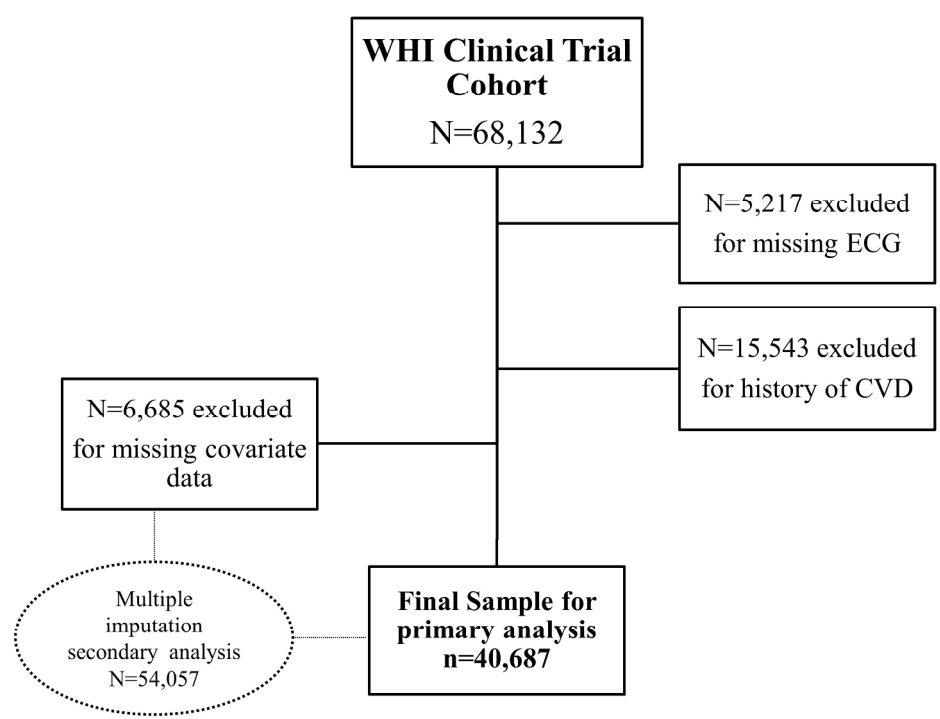 WHI Clinical Trial
Cohort
N=68,132
N=5,217 excluded
for missing ECG
N=15,543 excluded
for history of CVD
N=6,685 excluded
for missing covariate
data
Multiple
imputation
secondary analysis
N=54,057
Final Sample for
primary analysis
n=40,687